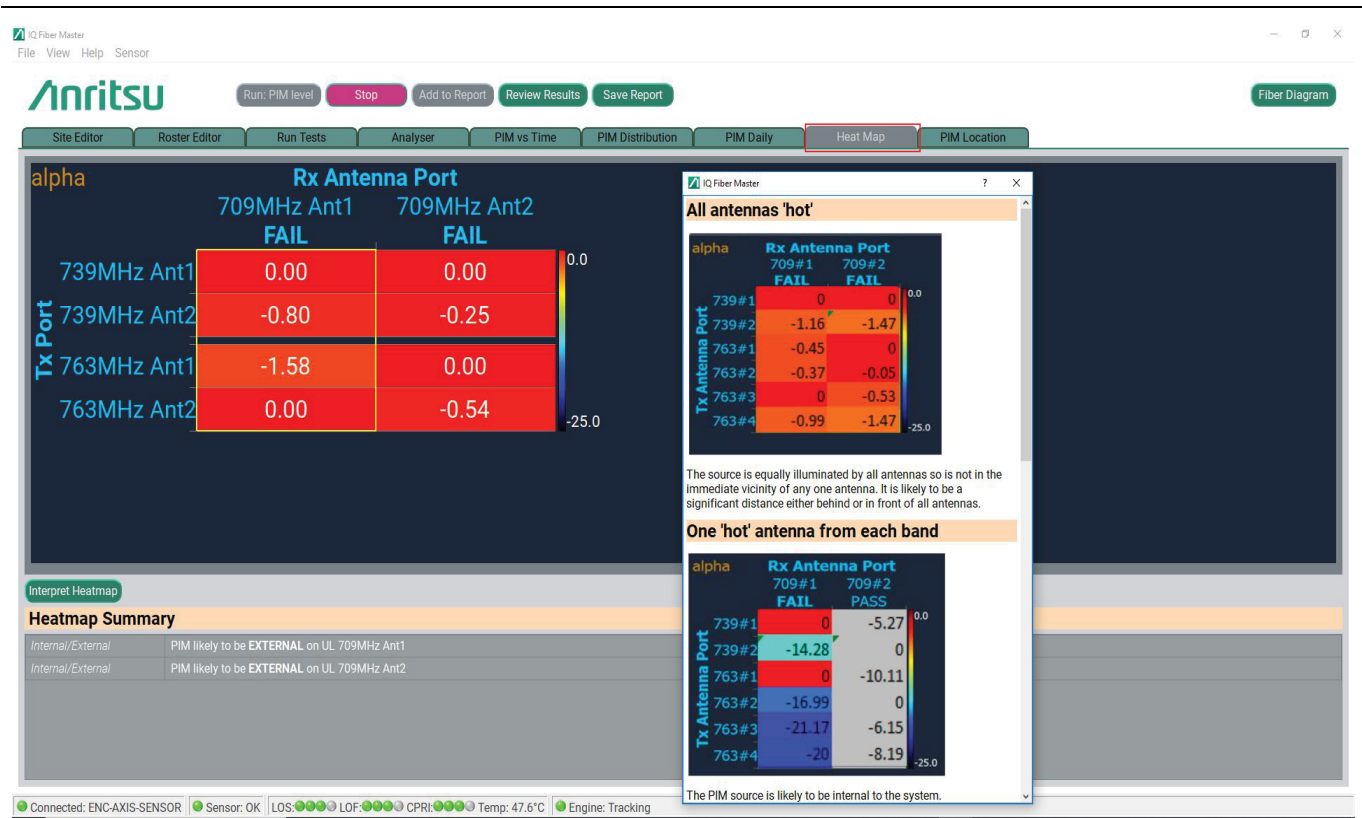 IQ Fiber Master
File View Help Sensor
Anritsu
Run: PIM level Stop Add to Report Review Results Save Report Fiber Diagram
Site Editor Roster Editor Run Tests Analyser PIM vs Time PIM Distribution PIM Daily Heat Map PIM Location
alpha Rx Antenna Port
709MHz Ant1 709MHz Ant2
FAIL FAIL
Tx Port
739MHz Ant1 0.00 0.00 0.0
739MHz Ant2 -0.80 -0.25
763MHz Ant1 -1.58 0.00
763MHz Ant2 0.00 -0.54 -25.0
IQ Fiber Master ? X
All antennas 'hot'
alpha Rx Antenna Port
709#1 709#2
FAIL FAIL
Tx Antenna Port
739#1 0 0 0.0
739#2 -1.16 -1.47
763#1 -0.45 0
763#2 -0.37 -0.05
763#3 0 -0.53
763#4 -0.99 -1.47 -25.0
The source is equally illuminated by all antennas so is not in the
immediate vicinity of any one antenna. It is likely to be a
significant distance either behind or in front of all antennas.
One 'hot' antenna from each band
alpha Rx Antenna Port
709#1 709#2
FAIL PASS
Tx Antenna Port
739#1 0 -5.27 0.0
739#2 -14.28 0
763#1 0 -10.11
763#2 -16.99 0
763#3 -21.17 -6.15
763#4 -20 -8.19 -25.0
The PIM source is likely to be internal to the system.
Interpret Heatmap
Heatmap Summary
Internal/External PIM likely to be EXTERNAL on UL 709MHz Ant1
Internal/External PIM likely to be EXTERNAL on UL 709MHz Ant2
Connected: ENC-AXIS-SENSOR Sensor: OK LOS: LOF: CPRI: Temp: 47.6°C Engine: Tracking